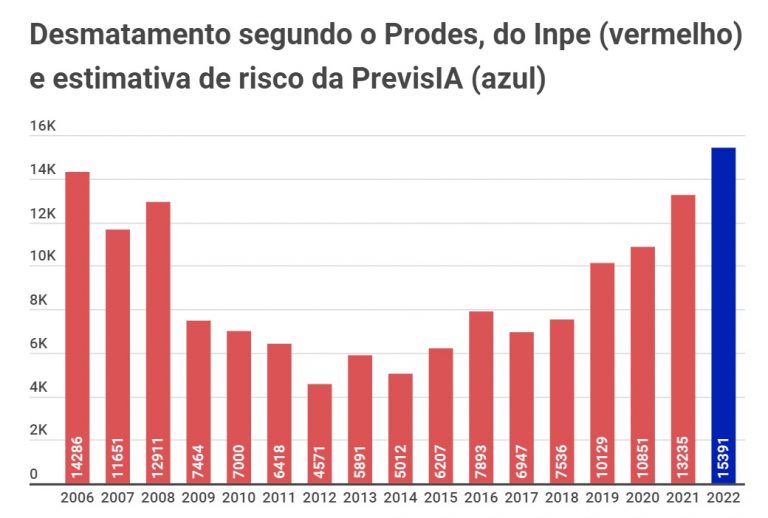 Desmatamento segundo o Prodes, do Inpe (vermelho)
e estimativa de risco da PrevisIA (azul)
16K
14K
12K
10K
8K
6K
4K
2K
0
14286 11651 12911 7464 7000 6418 4571 5891 5012 6207 7893 6947 7536 10129 10851 13235 15391
2006 2007 2008 2009 2010 2011 2012 2013 2014 2015 2016 2017 2018 2019 2020 2021 2022